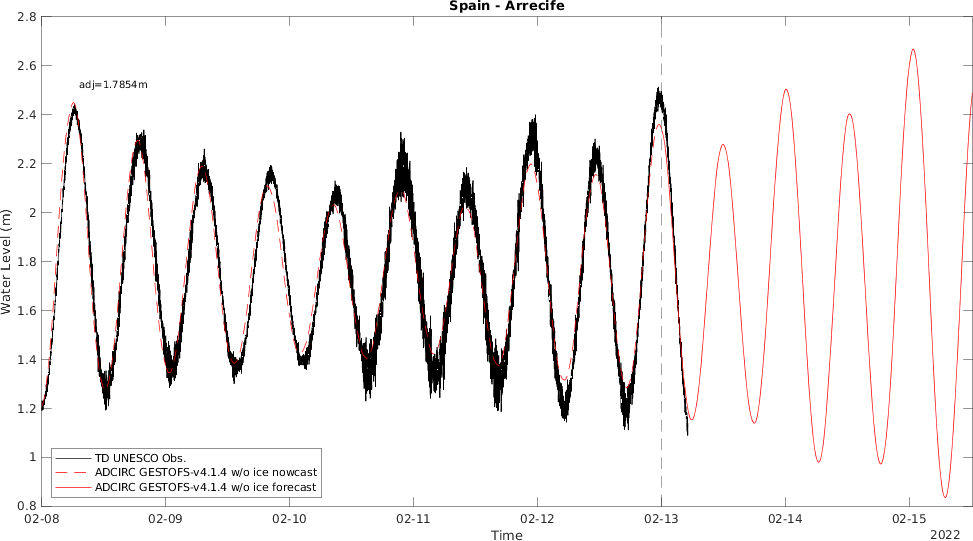 Spain - Arrecife
2.8
2.6
2.4
2.2
2
1.8
1.6
1.4
1.2
1
0.8
Water Level (m)
adj=1.7854m
TD UNESCO Obs.
ADCIRC GESTOFS-v4.1.4 w/o ice nowcast
ADCIRC GESTOFS-v4.1.4 w/o ice forecast
02-08 02-09 02-10 02-11 02-12 02-13 02-14 02-15
Time
2022